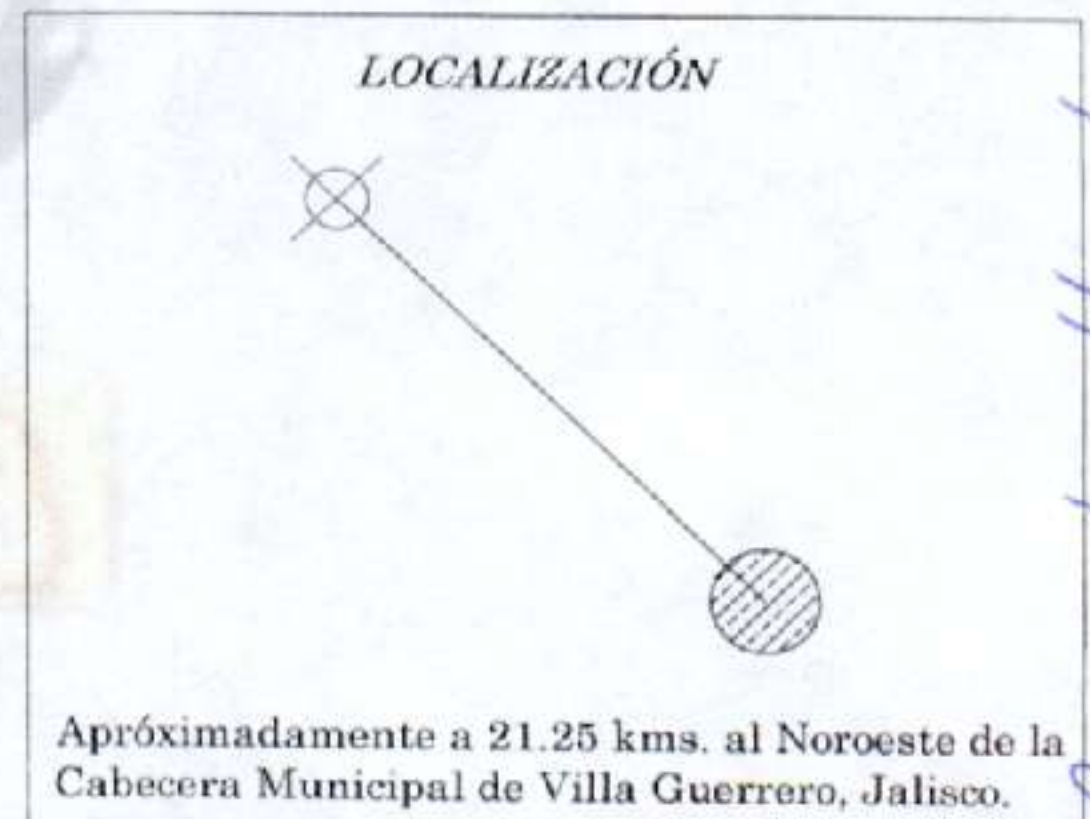 LOCALIZACIÓN
Apróximadamente a 21.25 kms. al Noroeste de la
Cabecera Municipal de Villa Guerrero, Jalisco.